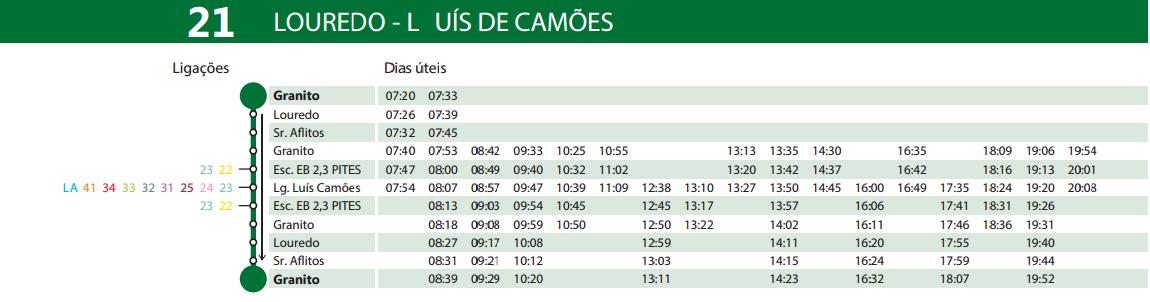 21 LOUREDO - L UÍS DE CAMÕES
Ligações Dias úteis
Granito 07:20 07:33
Louredo 07:26 07:39
Sr. Aflitos 07:32 07:45
Granito 07:40 07:53 08:42 09:33 10:25 10:55 13:13 13:35 14:30 16:35 18:09 19:06 19:54
23 22 Esc. EB 2,3 PITES 07:47 08:00 08:49 09:40 10:32 11:02 13:20 13:42 14:37 16:42 18:16 19:13 20:01
LA 41 34 33 32 31 25 24 23 Lg. Luís Camões 07:54 08:07 08:57 09:47 10:39 11:09 12:38 13:10 13:27 13:50 14:45 16:00 16:49 17:35 18:24 19:20 20:08
23 22 Esc. EB 2,3 PITES 08:13 09:03 09:54 10:45 12:45 13:17 13:57 16:06 17:41 18:31 19:26
Granito 08:18 09:08 09:59 10:50 12:50 13:22 14:02 16:11 17:46 18:36 19:31
Louredo 08:27 09:17 10:08 12:59 14:11 16:20 17:55 19:40
Sr. Aflitos 08:31 09:21 10:12 13:03 14:15 16:24 17:59 19:44
Granito 08:39 09:29 10:20 13:11 14:23 16:32 18:07 19:52